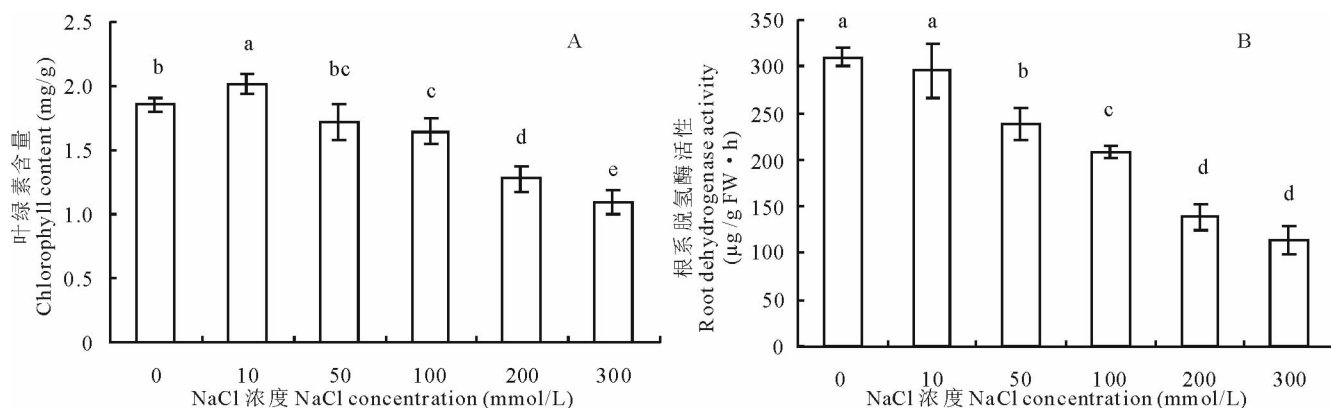 叶绿素含量
Chlorophyll content (mg/g)
2.5
2.0
1.5
1.0
0.5
0
b
a
bc
c
d
e
A
0 10 50 100 200 300
NaCl 浓度 NaCl concentration (mmol/L)
根系脱氢酶活性
Root dehydrogenase activity
(μg /g FW·h)
350
300
250
200
150
100
50
0
a
a
b
c
d
d
B
0 10 50 100 200 300
NaCl 浓度 NaCl concentration (mmol/L)